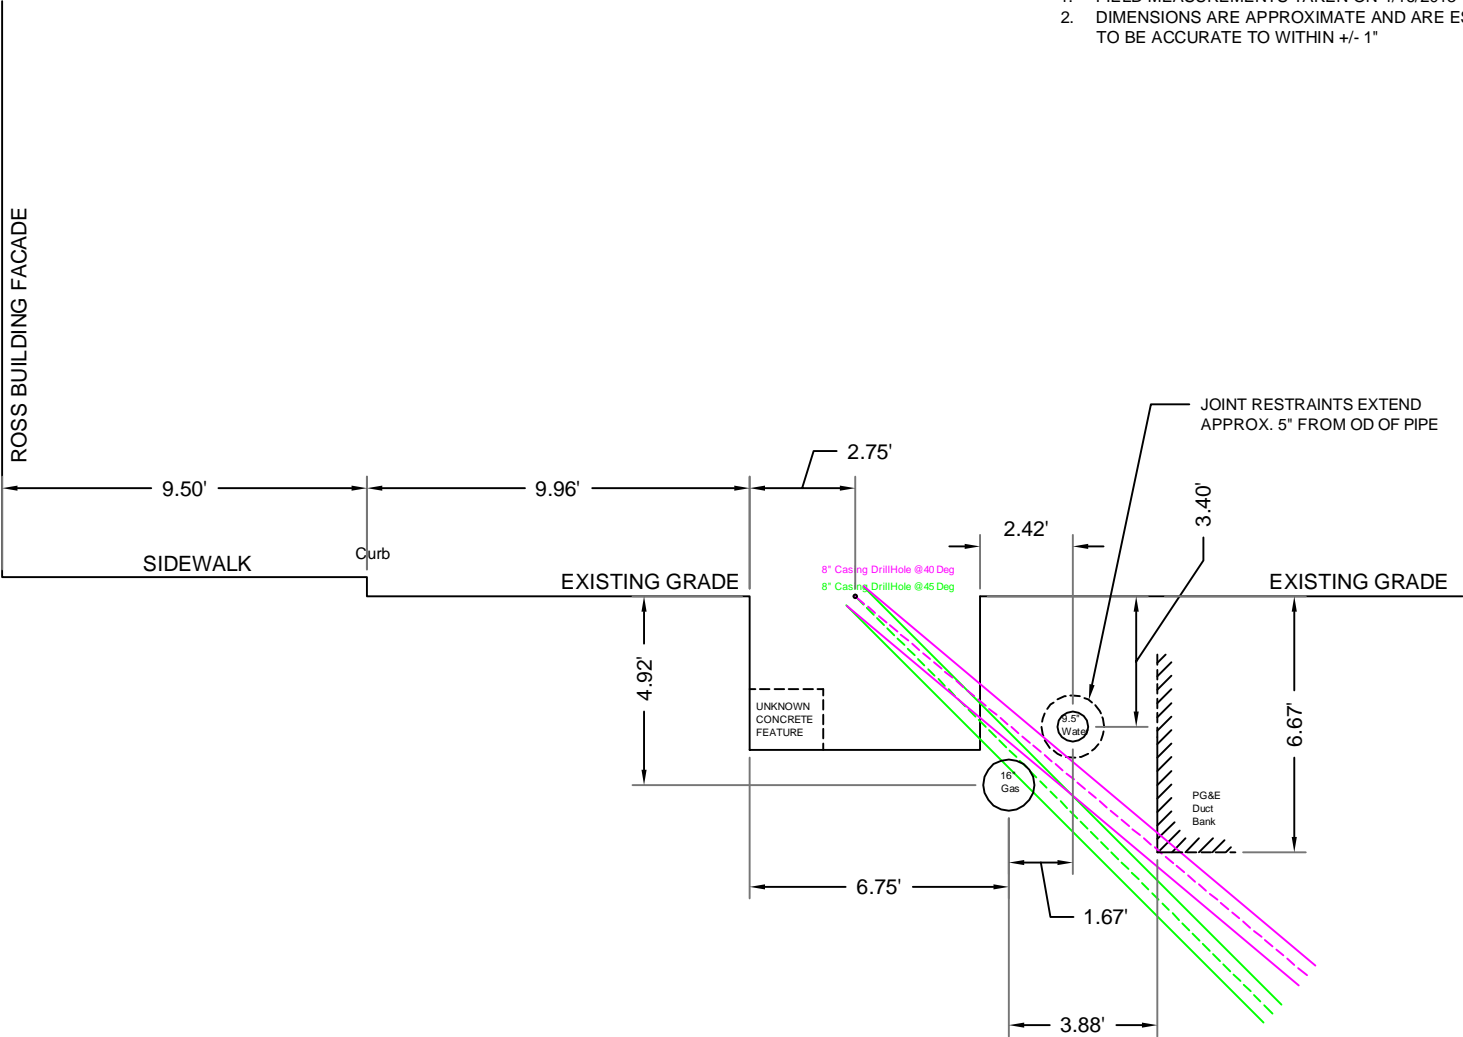 2. DIMENSIONS ARE APPROXIMATE AND ARE
TO BE ACCURATE TO WITHIN +/- 1"
ROSS BUILDING FACADE
JOINT RESTRAINTS EXTEND
APPROX. 5" FROM OD OF PIPE
2.75'
9.50'
9.96'
3.40'
2.42'
Curb
SIDEWALK
8" Casing DrillHole @40 Deg
EXISTING GRADE
8" Casing DrillHole @45 Deg
EXISTING GRADE
4.92'
UNKNOWN
CONCRETE
FEATURE
9.5"
Water
6.67'
16"
Gas
PG&E
Duct
Bank
6.75'
1.67'
3.88'